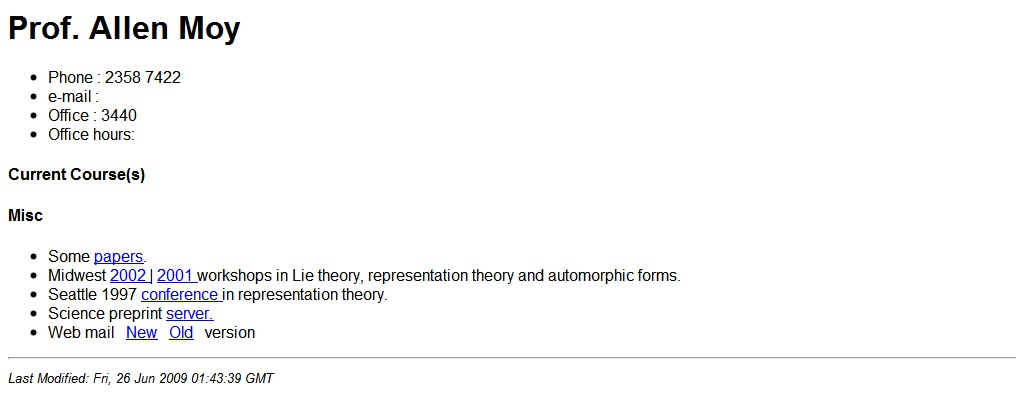 Prof. Allen Moy
Phone : 2358 7422
e-mail :
Office : 3440
Office hours:
Current Course(s)
Misc
Some papers.
Midwest 2002 | 2001 workshops in Lie theory, representation theory and automorphic forms.
Seattle 1997 conference in representation theory.
Science preprint server.
Web mail New Old version
Last Modified: Fri, 26 Jun 2009 01:43:39 GMT